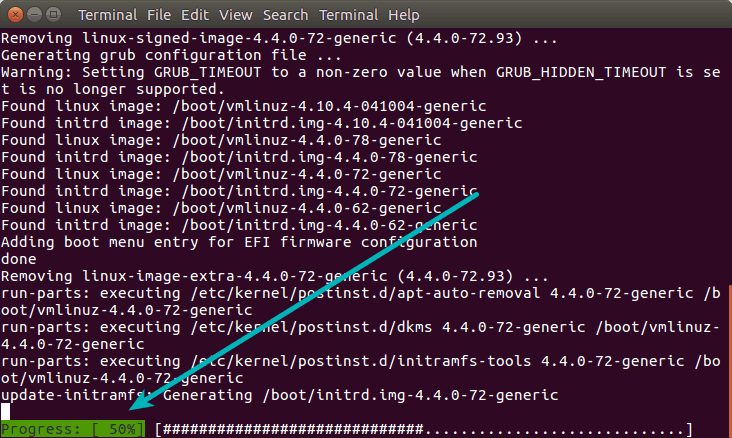 Terminal File Edit View Search Terminal Help
Removing linux-signed-image-4.4.0-72-generic (4.4.0-72.93) ...
Generating grub configuration file ...
Warning: Setting GRUB_TIMEOUT to a non-zero value when GRUB_HIDDEN_TIMEOUT is se
t is no longer supported.
Found linux image: /boot/vmlinuz-4.10.4-041004-generic
Found initrd image: /boot/initrd.img-4.10.4-041004-generic
Found linux image: /boot/vmlinuz-4.4.0-78-generic
Found initrd image: /boot/initrd.img-4.4.0-78-generic
Found linux image: /boot/vmlinuz-4.4.0-72-generic
Found initrd image: /boot/initrd.img-4.4.0-72-generic
Found linux image: /boot/vmlinuz-4.4.0-62-generic
Found initrd image: /boot/initrd.img-4.4.0-62-generic
Adding boot menu entry for EFI firmware configuration
done
Removing linux-image-extra-4.4.0-72-generic (4.4.0-72.93) ...
run-parts: executing /etc/kernel/postinst.d/apt-auto-removal 4.4.0-72-generic /b
oot/vmlinuz-4.4.0-72-generic
run-parts: executing /etc/kernel/postinst.d/dkms 4.4.0-72-generic /boot/vmlinuz-
4.4.0-72-generic
run-parts: executing /etc/kernel/postinst.d/initramfs-tools 4.4.0-72-generic /bo
ot/vmlinuz-4.4.0-72-generic
update-initramfs: Generating /boot/initrd.img-4.4.0-72-generic
Progress: [ 50%] [#############################.............................]